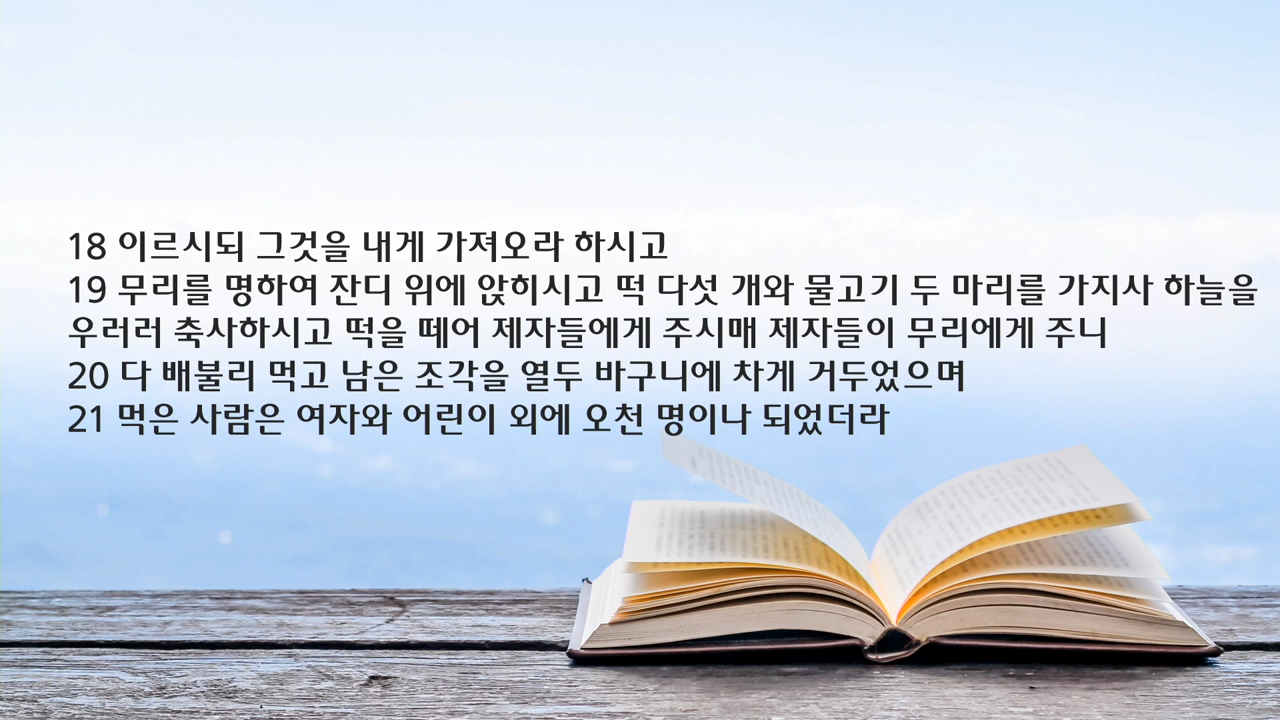 18 이르시되 그것을 내게 가져오라 하시고
19 무리를 명하여 잔디 위에 앉히시고 떡 다섯 개와 물고기 두 마리를 가지사 하늘을
우러러 축사하시고 떡을 떼어 제자들에게 주시매 제자들이 무리에게 주니
20 다 배불리 먹고 남은 조각을 열두 바구니에 차게 거두었으며
21 먹은 사람은 여자와 어린이 외에 오천 명이나 되었더라